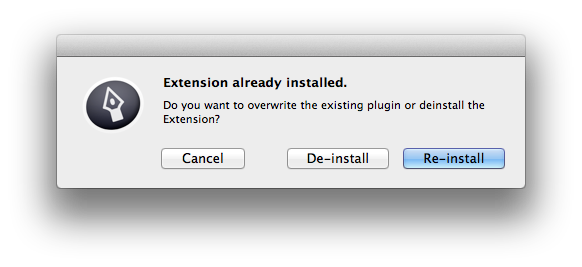 Extension already installed.
Do you want to overwrite the existing plugin or deinstall the
Extension?
Cancel
De-install
Re-install